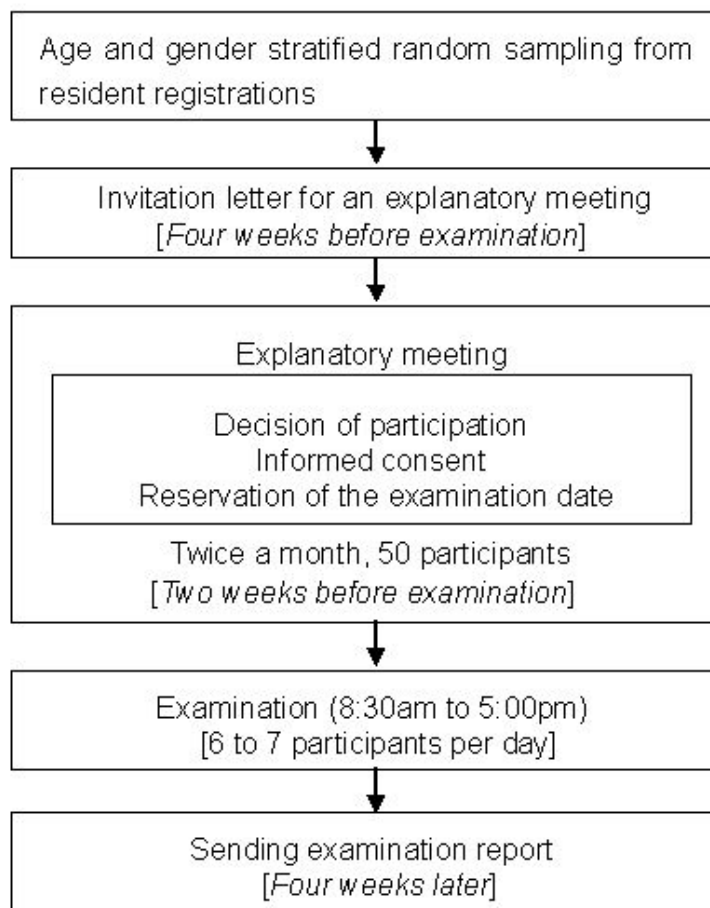 Age and gender stratified random sampling from
resident registrations
Invitation letter for an explanatory meeting
[Four weeks before examination]
Explanatory meeting
Decision of participation
Informed consent
Reservation of the examination date
Twice a month, 50 participants
[Two weeks before examination]
Examination (8:30am to 5:00pm)
[6 to 7 participants per day]
Sending examination report
[Four weeks later]